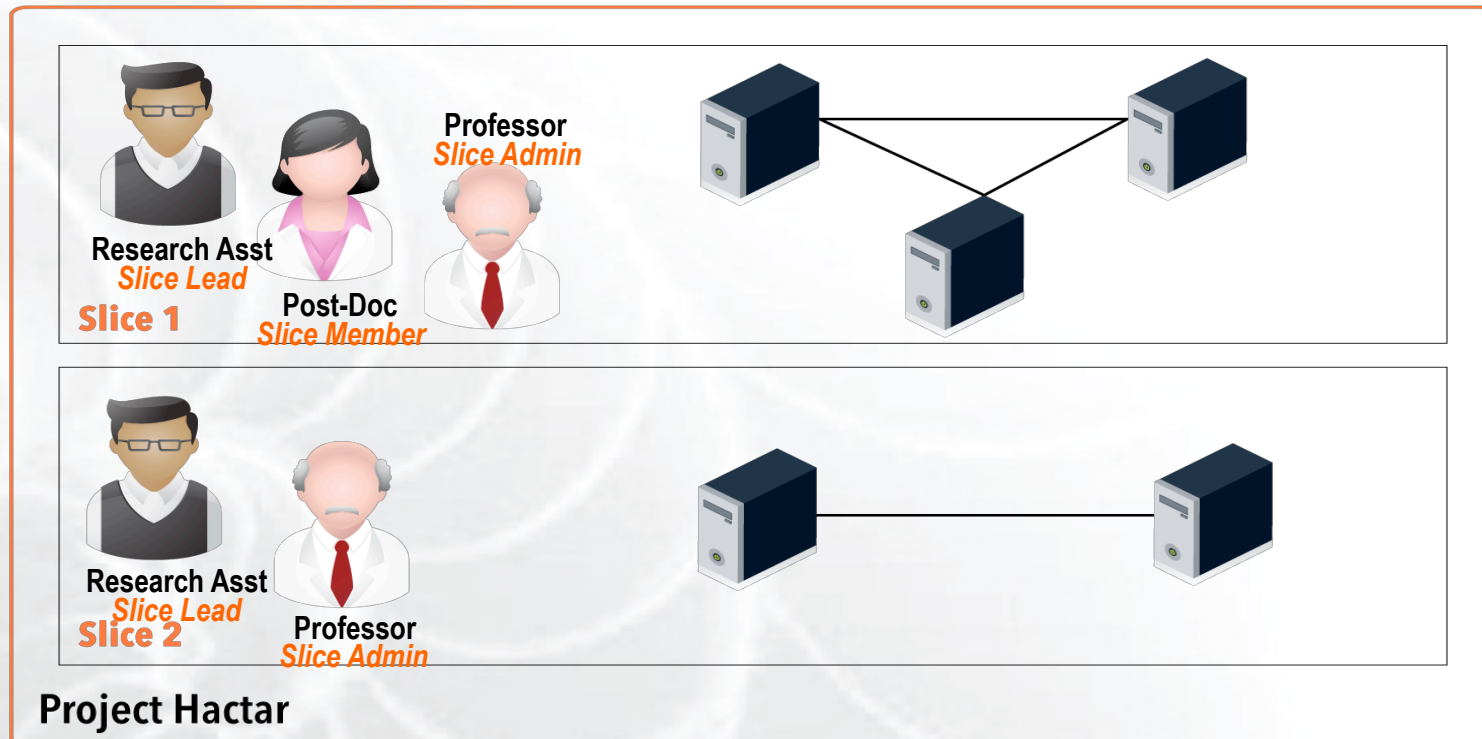 Professor
Slice Admin
Research Asst
Slice Lead
Post-Doc
Slice Member
Slice 1
Research Asst
Slice Lead
Professor
Slice Admin
Slice 2
Project Hactar